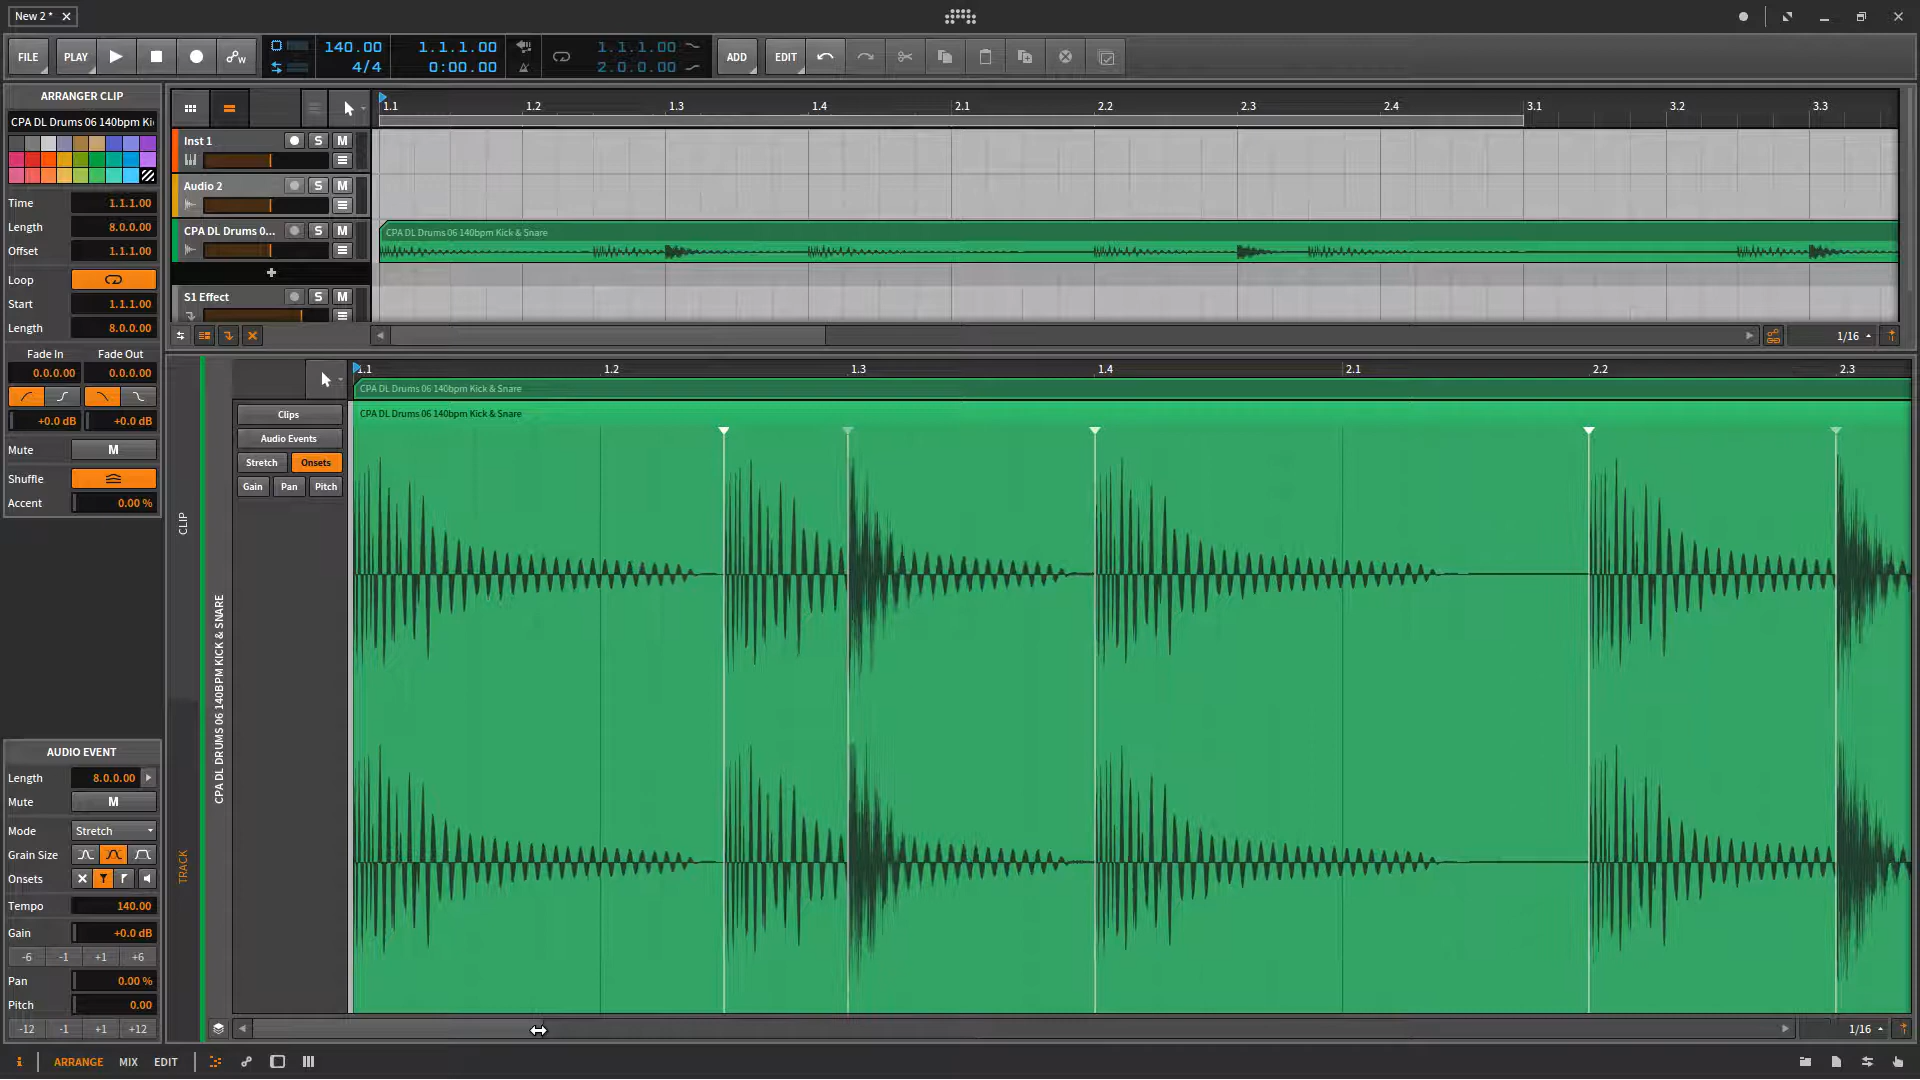 New 2 *
FILE
PLAY
140.00
4/4
1.1.1.00
0:00.00
1.1.1.00
2.0.0.00
ADD
EDIT
ARRANGER CLIP
CPA DL Drums 06 140bpm Ki
Time 1.1.1.00
Length 8.0.0.00
Offset 1.1.1.00
Loop
Start 1.1.1.00
Length 8.0.0.00
Fade In Fade Out
0.0.0.00 0.0.0.00
+0.0 dB +0.0 dB
Mute M
Shuffle
Accent 0.00 %
AUDIO EVENT
Length 8.0.0.00
Mute M
Mode Stretch
Grain Size
Onsets
Tempo 140.00
Gain +0.0 dB
-6 -1 +1 +6
Pan 0.00 %
Pitch 0.00
-12 -1 +1 +12
1.1 1.2 1.3 1.4 2.1 2.2 2.3 2.4 3.1 3.2 3.3
Inst 1 S M
Audio 2 S M
CPA DL Drums 0... S M
CPA DL Drums 06 140bpm Kick & Snare
S1 Effect S M
1/16
1.1 1.2 1.3 1.4 2.1 2.2 2.3
CPA DL Drums 06 140bpm Kick & Snare
CPA DL Drums 06 140bpm Kick & Snare
Clips
Audio Events
Stretch Onsets
Gain Pan Pitch
CLIP
TRACK
CPA DL DRUMS 06 140BPM KICK & SNARE
1/16
i ARRANGE MIX EDIT